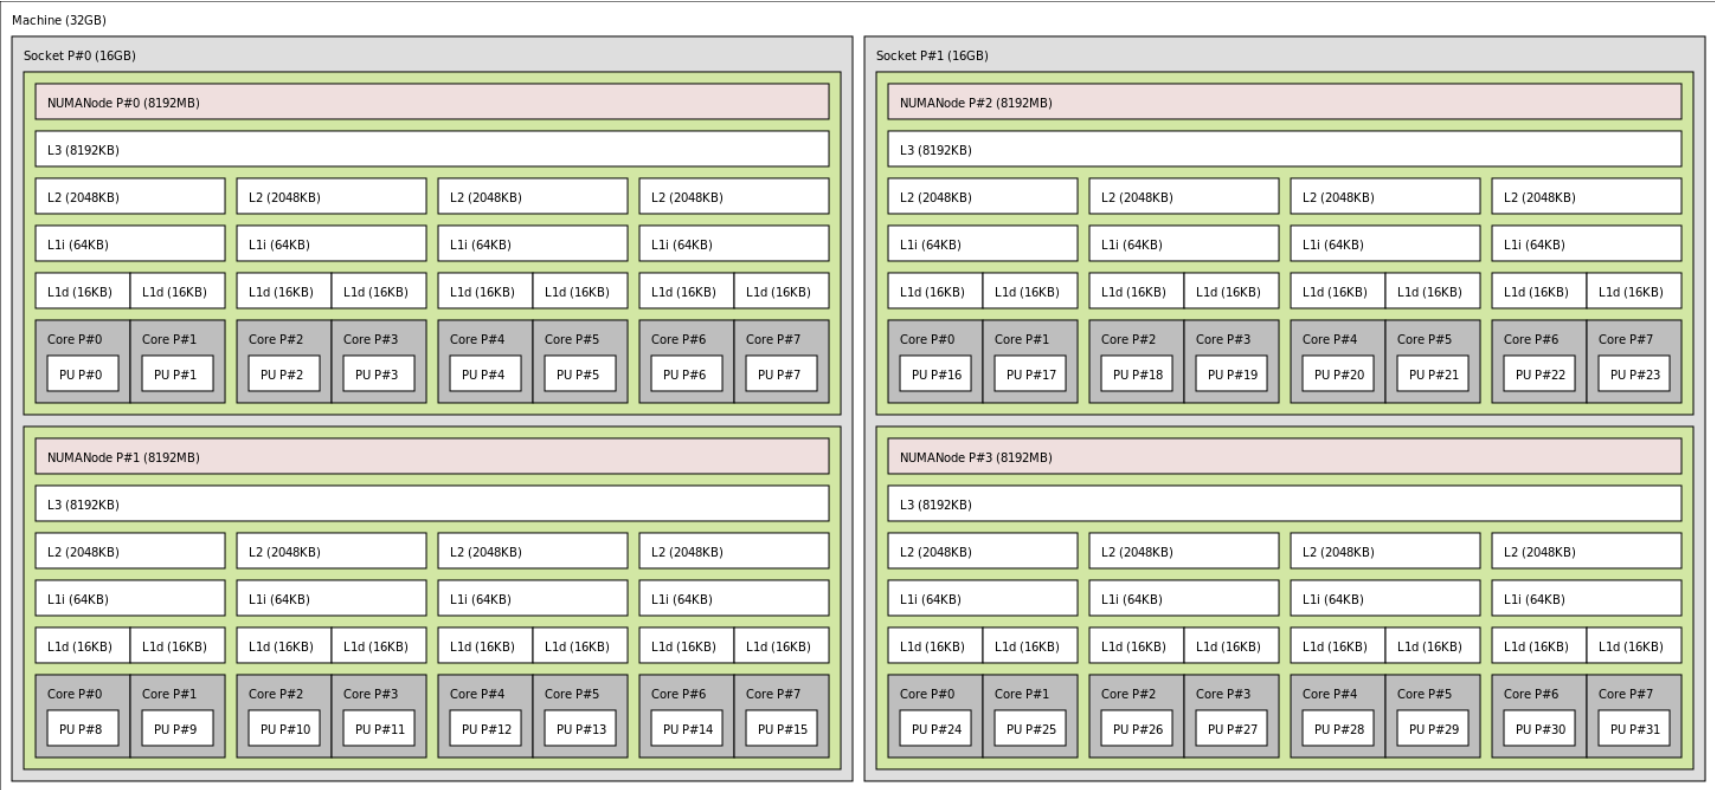 Machine (32GB)
Socket P#0 (16GB)
NUMANode P#0 (8192MB)
L3 (8192KB)
L2 (2048KB) L2 (2048KB) L2 (2048KB) L2 (2048KB)
L1i (64KB) L1i (64KB) L1i (64KB) L1i (64KB)
L1d (16KB) L1d (16KB) L1d (16KB) L1d (16KB) L1d (16KB) L1d (16KB) L1d (16KB) L1d (16KB)
Core P#0 Core P#1 Core P#2 Core P#3 Core P#4 Core P#5 Core P#6 Core P#7
PU P#0 PU P#1 PU P#2 PU P#3 PU P#4 PU P#5 PU P#6 PU P#7
NUMANode P#1 (8192MB)
L3 (8192KB)
L2 (2048KB) L2 (2048KB) L2 (2048KB) L2 (2048KB)
L1i (64KB) L1i (64KB) L1i (64KB) L1i (64KB)
L1d (16KB) L1d (16KB) L1d (16KB) L1d (16KB) L1d (16KB) L1d (16KB) L1d (16KB) L1d (16KB)
Core P#0 Core P#1 Core P#2 Core P#3 Core P#4 Core P#5 Core P#6 Core P#7
PU P#8 PU P#9 PU P#10 PU P#11 PU P#12 PU P#13 PU P#14 PU P#15
Socket P#1 (16GB)
NUMANode P#2 (8192MB)
L3 (8192KB)
L2 (2048KB) L2 (2048KB) L2 (2048KB) L2 (2048KB)
L1i (64KB) L1i (64KB) L1i (64KB) L1i (64KB)
L1d (16KB) L1d (16KB) L1d (16KB) L1d (16KB) L1d (16KB) L1d (16KB) L1d (16KB) L1d (16KB)
Core P#0 Core P#1 Core P#2 Core P#3 Core P#4 Core P#5 Core P#6 Core P#7
PU P#16 PU P#17 PU P#18 PU P#19 PU P#20 PU P#21 PU P#22 PU P#23
NUMANode P#3 (8192MB)
L3 (8192KB)
L2 (2048KB) L2 (2048KB) L2 (2048KB) L2 (2048KB)
L1i (64KB) L1i (64KB) L1i (64KB) L1i (64KB)
L1d (16KB) L1d (16KB) L1d (16KB) L1d (16KB) L1d (16KB) L1d (16KB) L1d (16KB) L1d (16KB)
Core P#0 Core P#1 Core P#2 Core P#3 Core P#4 Core P#5 Core P#6 Core P#7
PU P#24 PU P#25 PU P#26 PU P#27 PU P#28 PU P#29 PU P#30 PU P#31